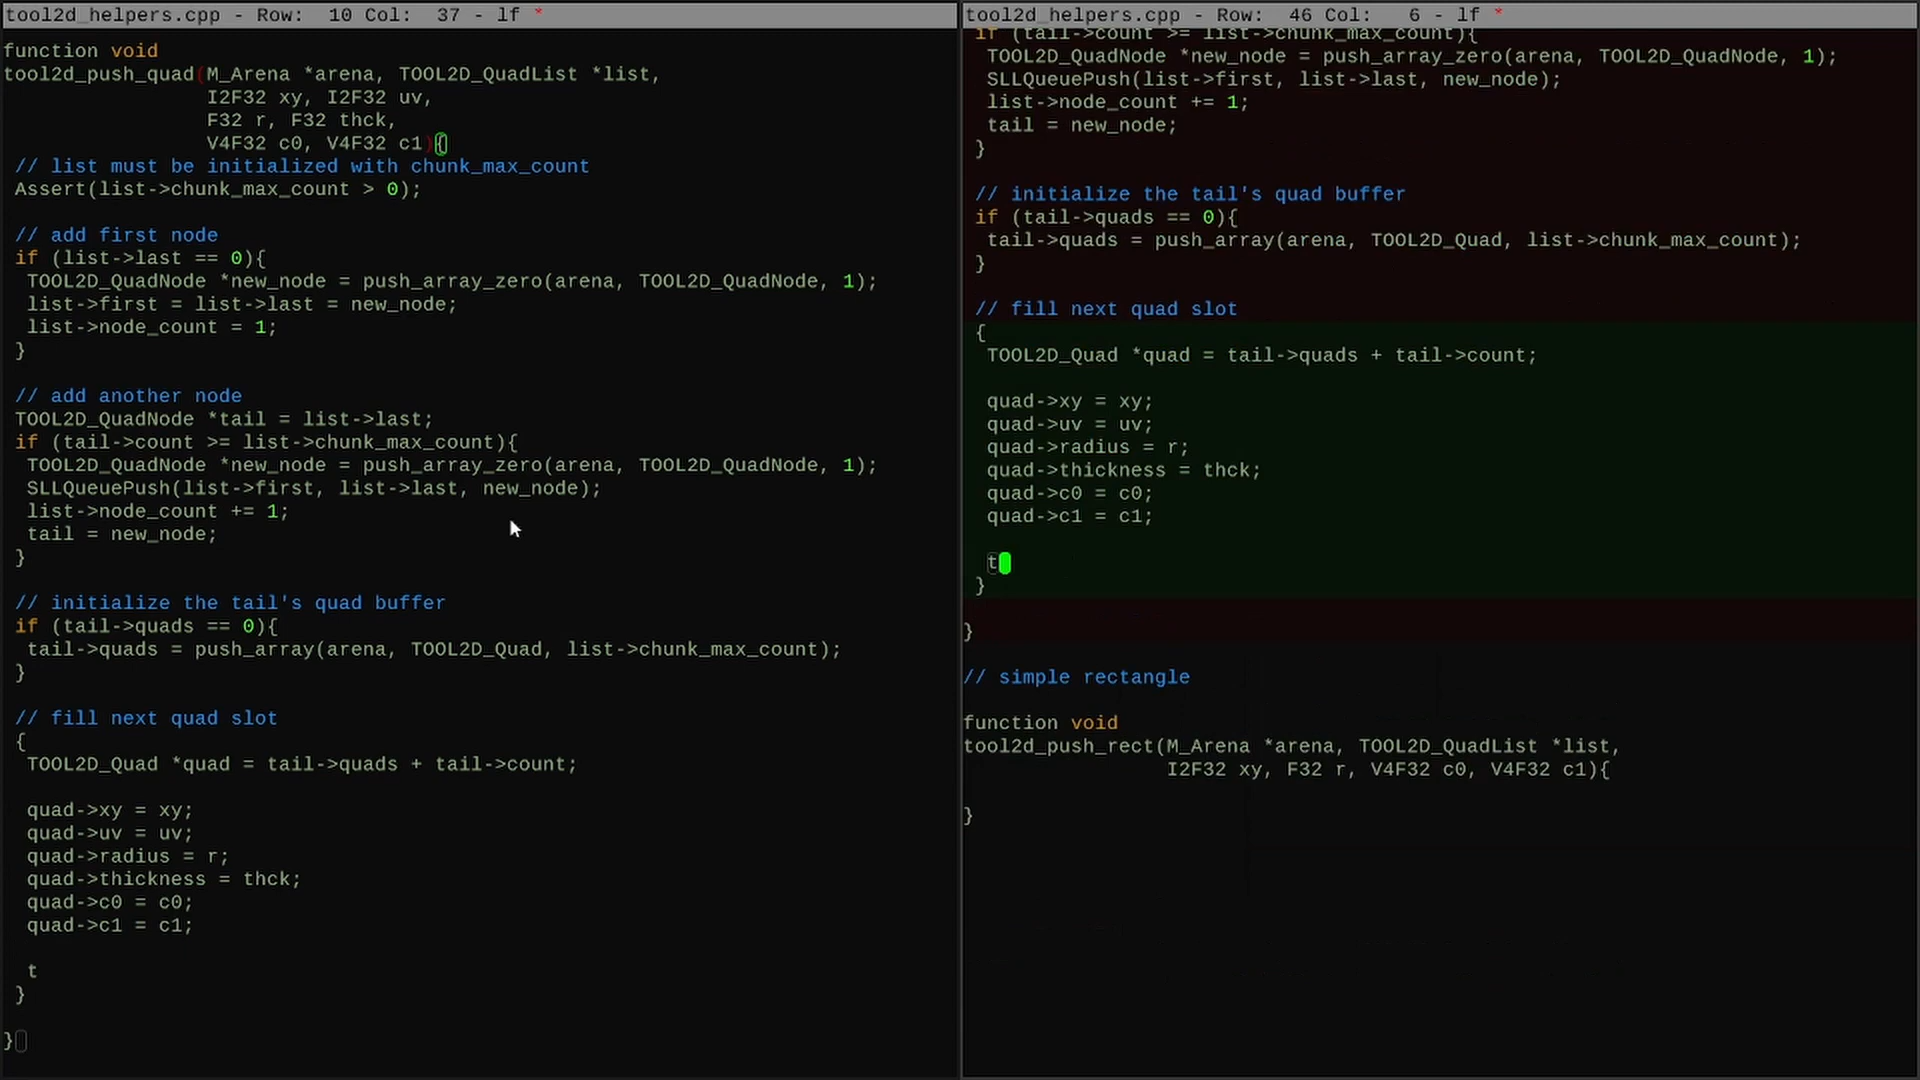 tool2d_helpers.cpp - Row:  10 Col:  37 - lf *
function void
tool2d_push_quad(M_Arena *arena, TOOL2D_QuadList *list,
                 I2F32 xy, I2F32 uv,
                 F32 r, F32 thck,
                 V4F32 c0, V4F32 c1){
 // list must be initialized with chunk_max_count
 Assert(list->chunk_max_count > 0);

 // add first node
 if (list->last == 0){
  TOOL2D_QuadNode *new_node = push_array_zero(arena, TOOL2D_QuadNode, 1);
  list->first = list->last = new_node;
  list->node_count = 1;
 }

 // add another node
 TOOL2D_QuadNode *tail = list->last;
 if (tail->count >= list->chunk_max_count){
  TOOL2D_QuadNode *new_node = push_array_zero(arena, TOOL2D_QuadNode, 1);
  SLLQueuePush(list->first, list->last, new_node);
  list->node_count += 1;
  tail = new_node;
 }

 // initialize the tail's quad buffer
 if (tail->quads == 0){
  tail->quads = push_array(arena, TOOL2D_Quad, list->chunk_max_count);
 }

 // fill next quad slot
 {
  TOOL2D_Quad *quad = tail->quads + tail->count;

  quad->xy = xy;
  quad->uv = uv;
  quad->radius = r;
  quad->thickness = thck;
  quad->c0 = c0;
  quad->c1 = c1;

  t
 }

}
tool2d_helpers.cpp - Row:  46 Col:   6 - lf *
 if (tail->count >= list->chunk_max_count){
  TOOL2D_QuadNode *new_node = push_array_zero(arena, TOOL2D_QuadNode, 1);
  SLLQueuePush(list->first, list->last, new_node);
  list->node_count += 1;
  tail = new_node;
 }

 // initialize the tail's quad buffer
 if (tail->quads == 0){
  tail->quads = push_array(arena, TOOL2D_Quad, list->chunk_max_count);
 }

 // fill next quad slot
 {
  TOOL2D_Quad *quad = tail->quads + tail->count;

  quad->xy = xy;
  quad->uv = uv;
  quad->radius = r;
  quad->thickness = thck;
  quad->c0 = c0;
  quad->c1 = c1;

  t
 }

}

// simple rectangle

function void
tool2d_push_rect(M_Arena *arena, TOOL2D_QuadList *list,
                 I2F32 xy, F32 r, V4F32 c0, V4F32 c1){

}